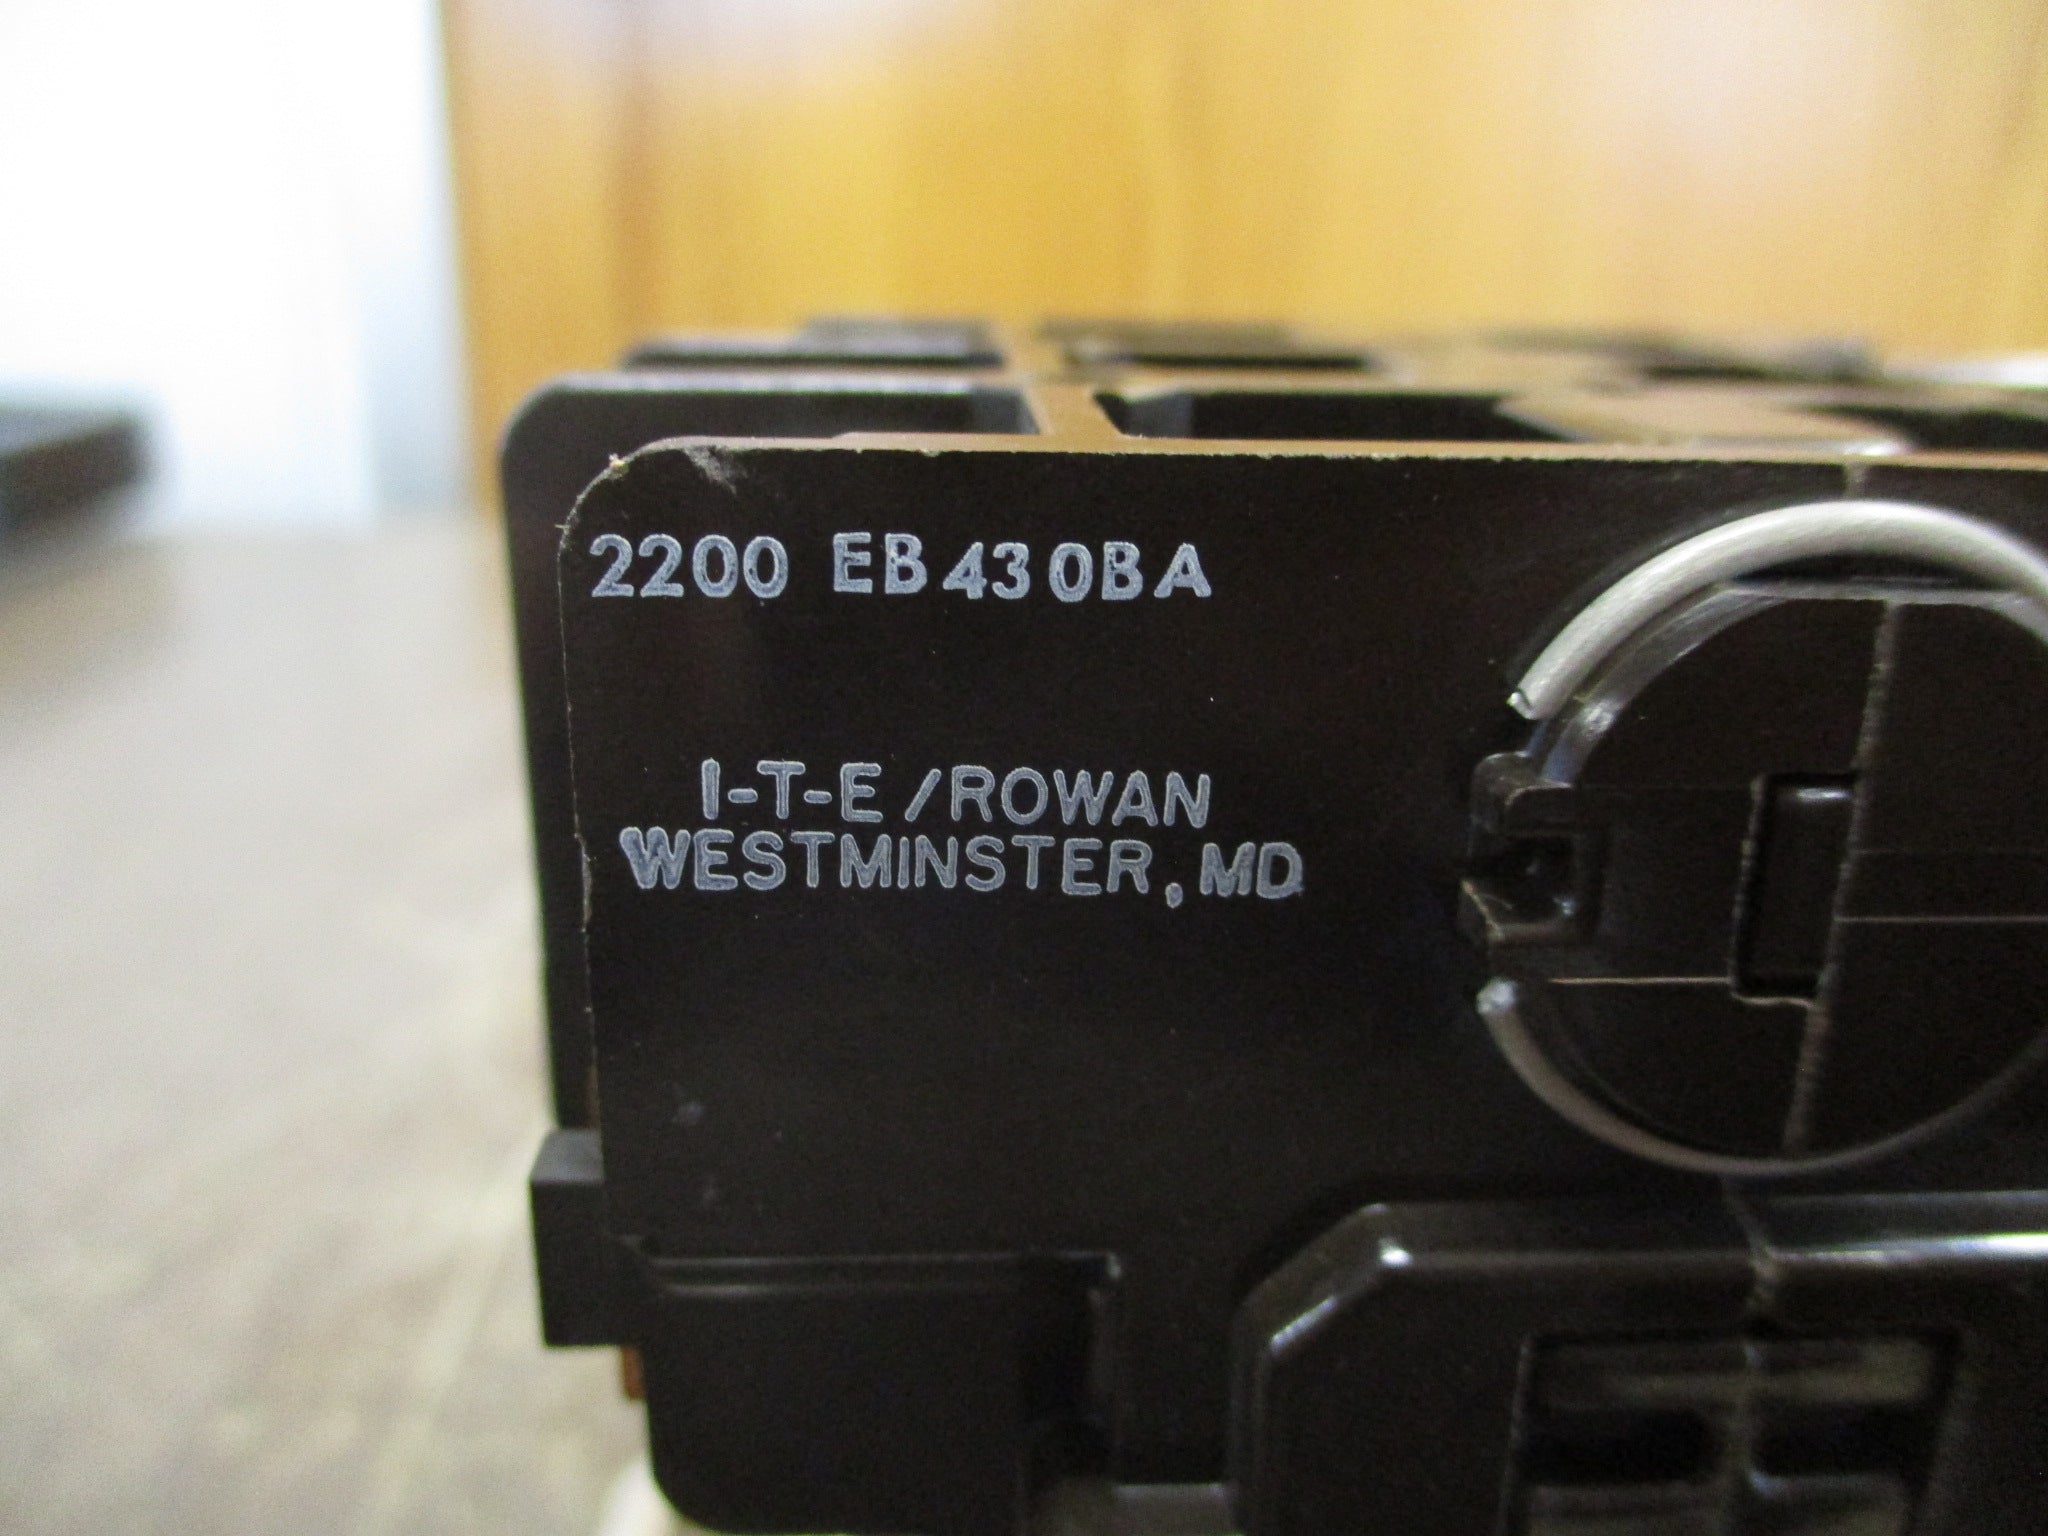 2200 EB430BA
I-T-E/ROWAN
WESTMINSTER, MD